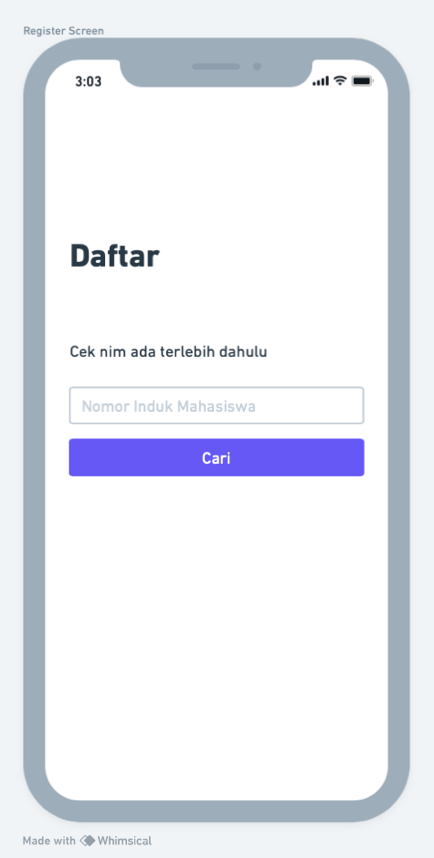 Register Screen
3:03
Daftar
Cek nim ada terlebih dahulu
Nomor Induk Mahasiswa
Cari
Made with Whimsical